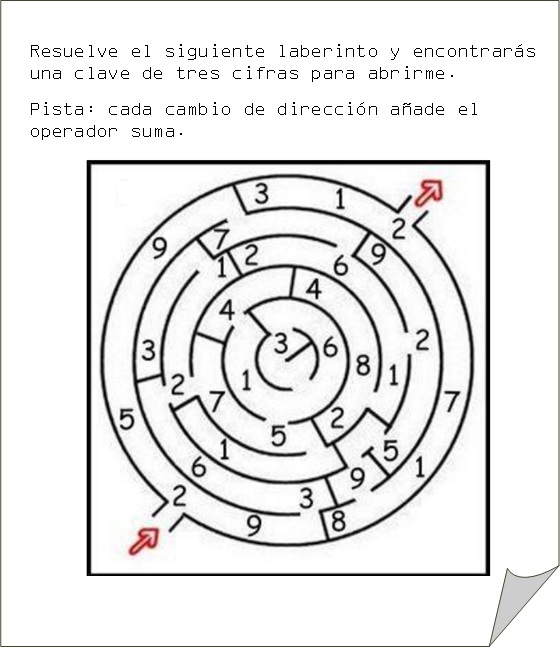 Resuelve el siguiente laberinto y encontrarás
una clave de tres cifras para abrirme.
Pista: cada cambio de dirección añade el
operador suma.
3 1
2
9 7 9
1 2 6
4 4
3 3 6 2
2 1 8 1
7 7
5 5 2
1 5
6 9 1
2 3
9 8